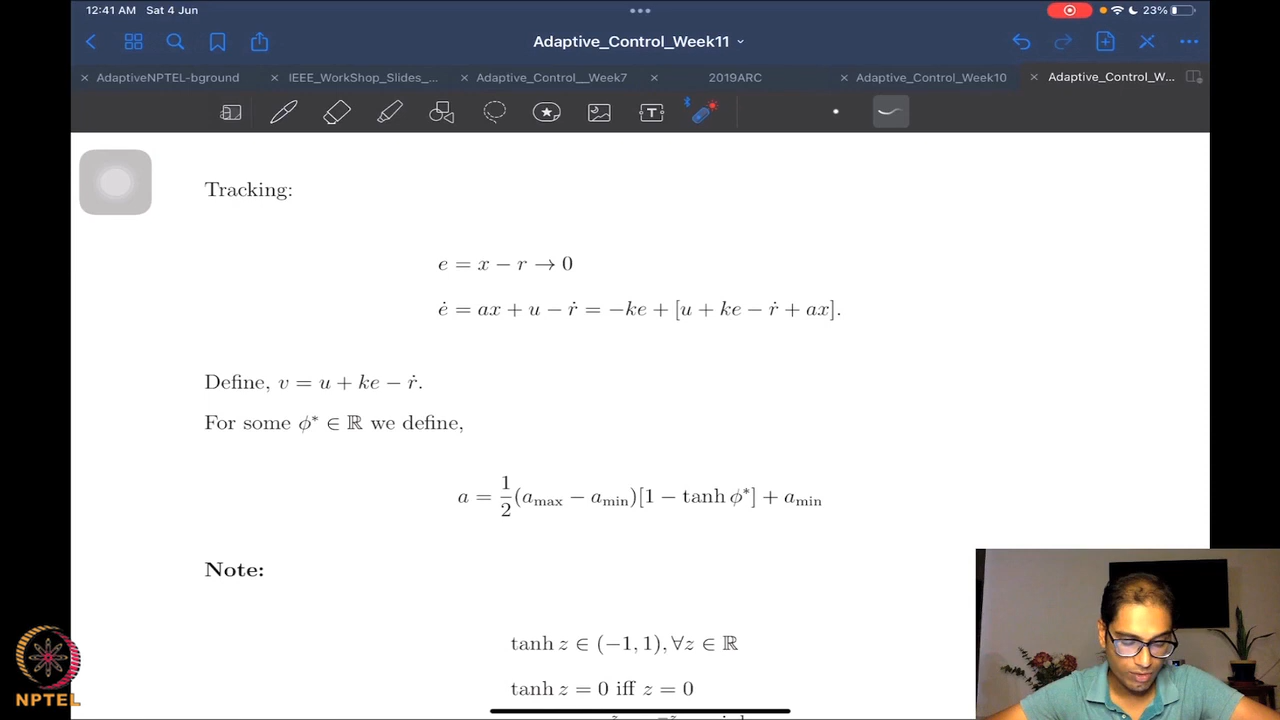 12:41 AM Sat 4 Jun
23%
Adaptive_Control_Week11
AdaptiveNPTEL-bground
IEEE_WorkShop_Slides_...
Adaptive_Control__Week7
2019ARC
Adaptive_Control_Week10
Adaptive_Control_W...
Tracking:
e = x − r → 0
ė = ax + u − ṙ = −ke + [u + ke − ṙ + ax].
Define, v = u + ke − ṙ.
For some ϕ* ∈ ℝ we define,
a = 1/2 (a_max − a_min)[1 − tanh ϕ*] + a_min
Note:
tanh z ∈ (−1, 1), ∀z ∈ ℝ
tanh z = 0 iff z = 0
NPTEL